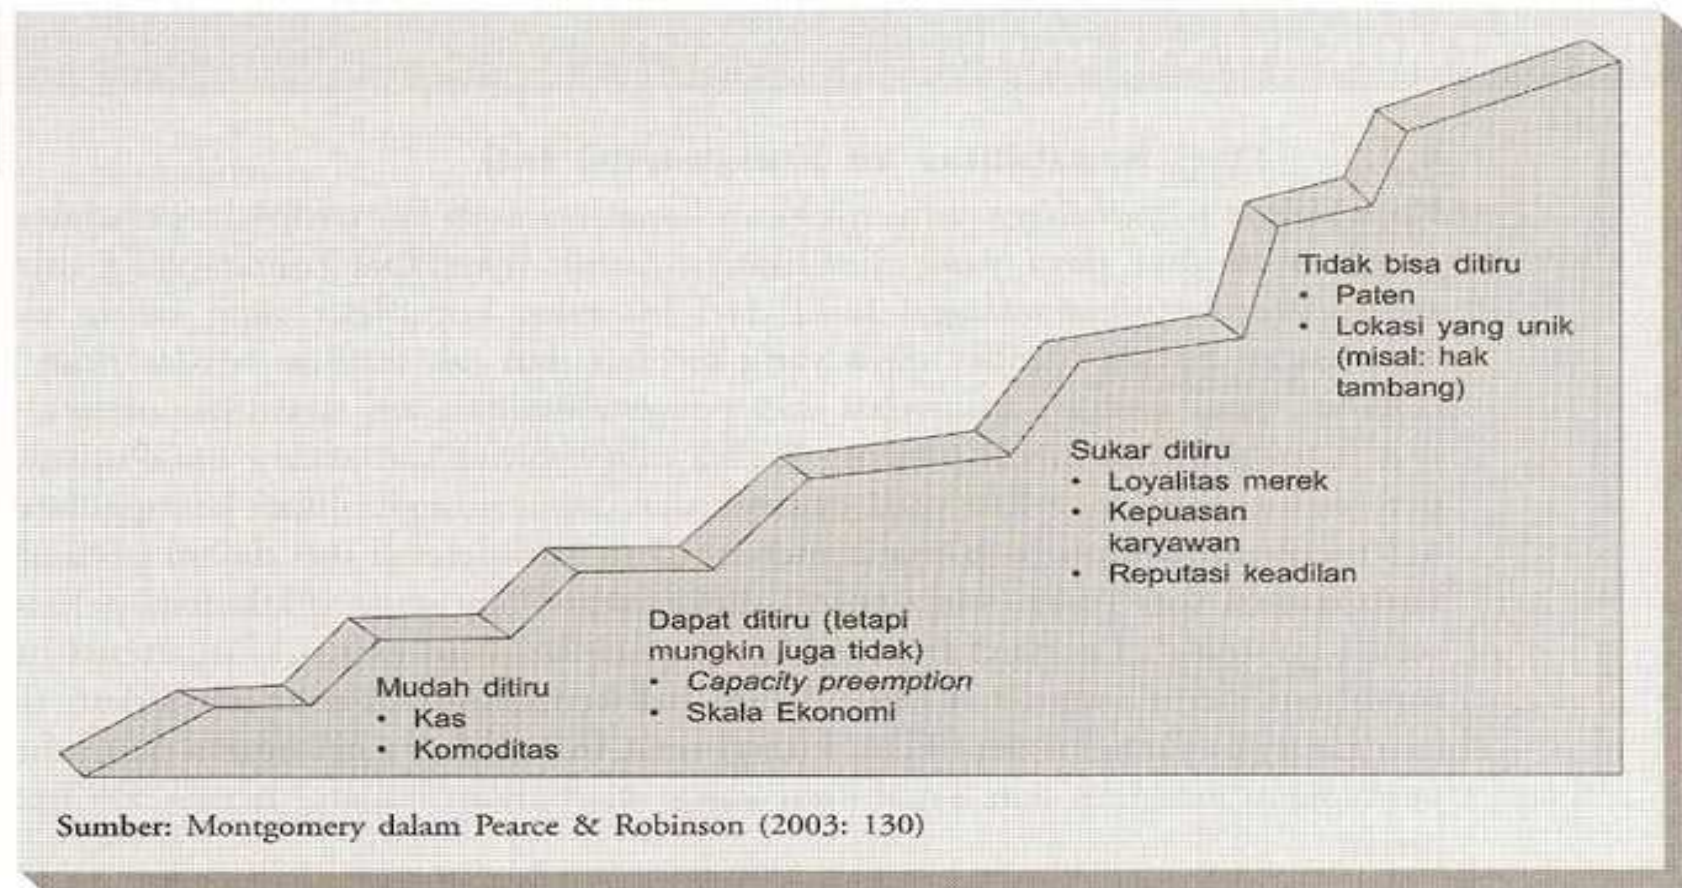 Tidak bisa ditiru
• Paten
• Lokasi yang unik
(misal: hak
tambang)
Sukar ditiru
• Loyalitas merek
• Kepuasan
karyawan
• Reputasi keadilan
Dapat ditiru (tetapi
mungkin juga tidak)
• Capacity preemption
• Skala Ekonomi
Mudah ditiru
• Kas
• Komoditas
Sumber: Montgomery dalam Pearce & Robinson (2003: 130)